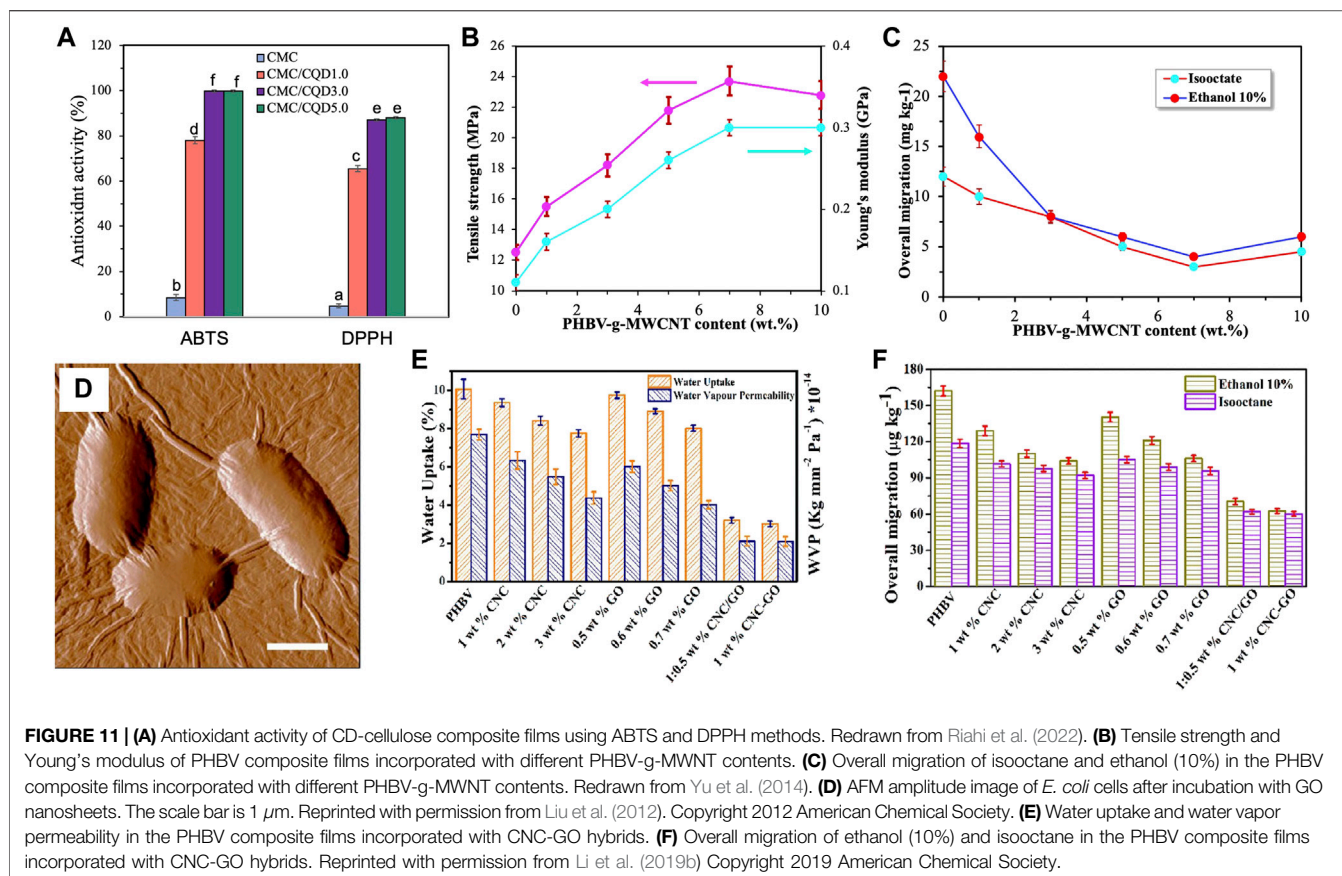 A
120
100
80
60
40
20
0
Antioxidnt activity (%)
CMC
CMC/CQD1.0
CMC/CQD3.0
CMC/CQD5.0
b
d
f
f
a
c
e
e
ABTS
DPPH
B
26
24
22
20
18
16
14
12
10
Tensile strength (MPa)
0.4
0.3
0.2
0.1
Young's modulus (GPa)
0
2
4
6
8
10
PHBV-g-MWCNT content (wt.%)
C
25
20
15
10
5
0
Overall migration (mg kg-1)
Isooctate
Ethanol 10%
0
2
4
6
8
10
PHBV-g-MWCNT content (wt.%)
D
E
10
8
6
4
2
0
Water Uptake (%)
Water Uptake
Water Vapour Permcability
WVP (Kg mm⁻² Pa⁻¹) *10⁻¹⁴
PHBV
1 wt % CNC
2 wt % CNC
3 wt % CNC
0.5 wt % GO
0.6 wt % GO
0.7 wt % GO
1:0.5 wt % CNC/GO
1 wt % CNC-GO
F
180
150
120
90
60
30
0
Overall migration (µg kg⁻¹)
Ethanol 10%
Isooctane
PHBV
1 wt % CNC
2 wt % CNC
3 wt % CNC
0.5 wt % GO
0.6 wt % GO
0.7 wt % GO
1:0.5 wt % CNC/GO
1 wt % CNC-GO
FIGURE 11 | (A) Antioxidant activity of CD-cellulose composite films using ABTS and DPPH methods. Redrawn from Riahi et al. (2022). (B) Tensile strength and
Young's modulus of PHBV composite films incorporated with different PHBV-g-MWNT contents. (C) Overall migration of isooctane and ethanol (10%) in the PHBV
composite films incorporated with different PHBV-g-MWNT contents. Redrawn from Yu et al. (2014). (D) AFM amplitude image of E. coli cells after incubation with GO
nanosheets. The scale bar is 1 µm. Reprinted with permission from Liu et al. (2012). Copyright 2012 American Chemical Society. (E) Water uptake and water vapor
permeability in the PHBV composite films incorporated with CNC-GO hybrids. (F) Overall migration of ethanol (10%) and isooctane in the PHBV composite films
incorporated with CNC-GO hybrids. Reprinted with permission from Li et al. (2019b) Copyright 2019 American Chemical Society.